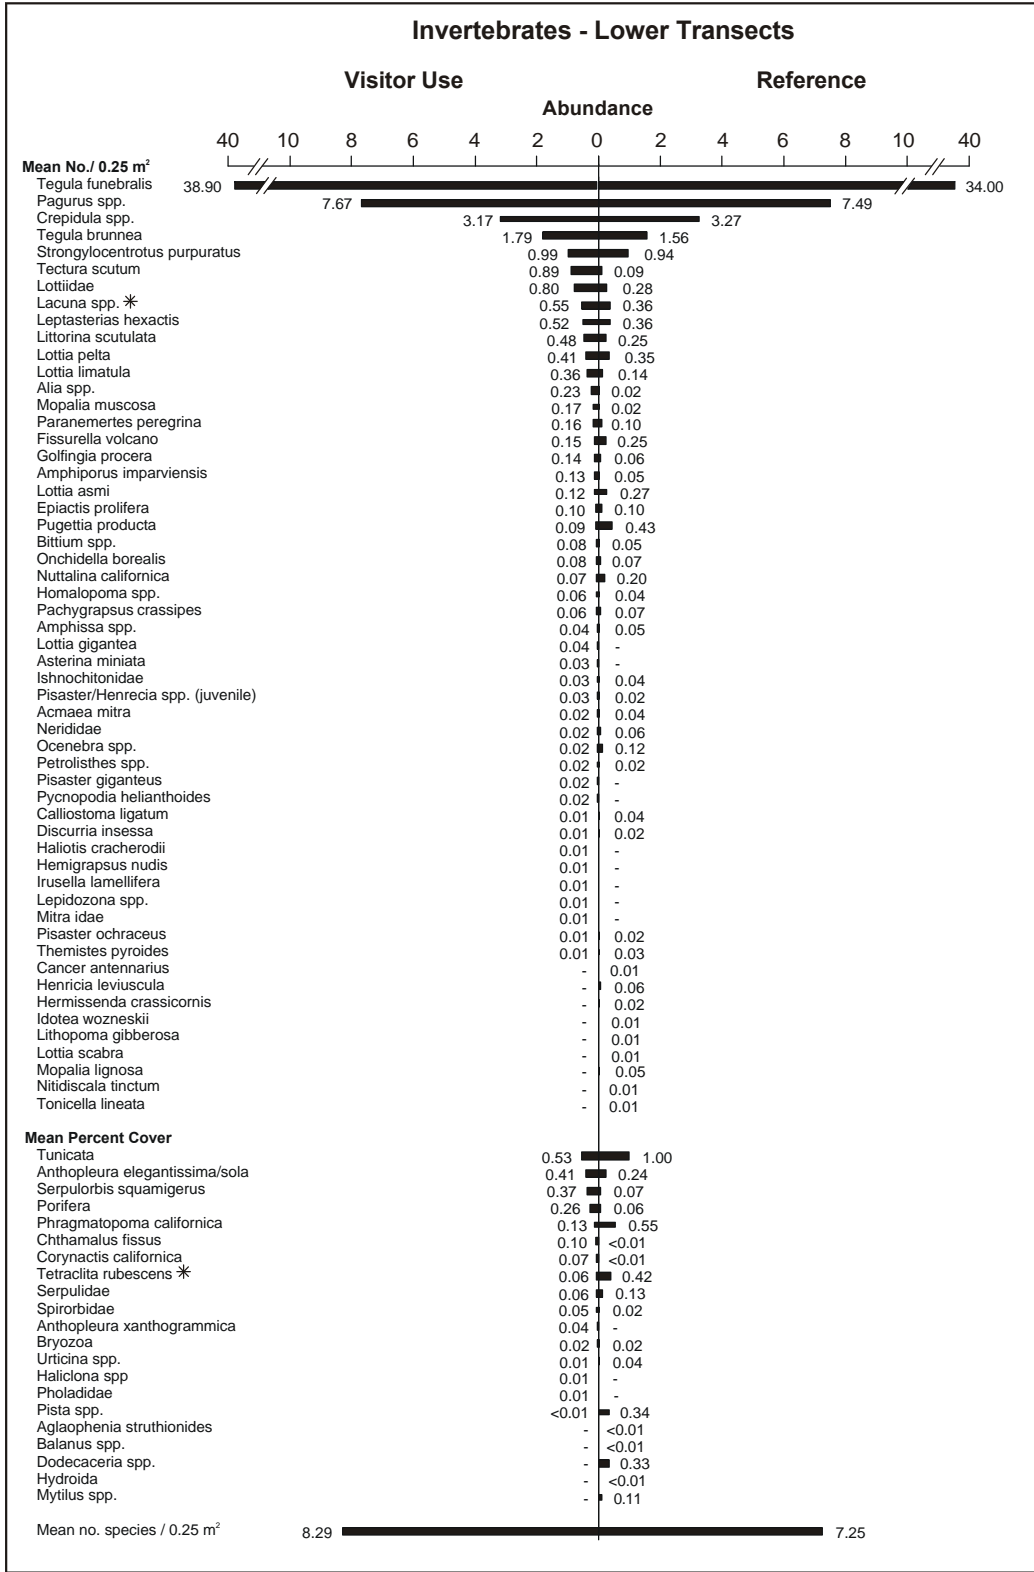 Invertebrates - Lower Transects
Visitor Use Reference
Abundance
40 10 8 6 4 2 0 2 4 6 8 10 40
Mean No./ 0.25 m²
Tegula funebralis 38.90 34.00
Pagurus spp. 7.67 7.49
Crepidula spp. 3.17 3.27
Tegula brunnea 1.79 1.56
Strongylocentrotus purpuratus 0.99 0.94
Tectura scutum 0.89 0.09
Lottiidae 0.80 0.28
Lacuna spp. * 0.55 0.36
Leptasterias hexactis 0.52 0.36
Littorina scutulata 0.48 0.25
Lottia pelta 0.41 0.35
Lottia limatula 0.36 0.14
Alia spp. 0.23 0.02
Mopalia muscosa 0.17 0.02
Paranemertes peregrina 0.16 0.10
Fissurella volcano 0.15 0.25
Golfingia procera 0.14 0.06
Amphiporus imparviensis 0.13 0.05
Lottia asmi 0.12 0.27
Epiactis prolifera 0.10 0.10
Pugettia producta 0.09 0.43
Bittium spp. 0.08 0.05
Onchidella borealis 0.08 0.07
Nuttalina californica 0.07 0.20
Homalopoma spp. 0.06 0.04
Pachygrapsus crassipes 0.06 0.07
Amphissa spp. 0.04 0.05
Lottia gigantea 0.04 -
Asterina miniata 0.03 -
Ishnochitonidae 0.03 0.04
Pisaster/Henrecia spp. (juvenile) 0.03 0.02
Acmaea mitra 0.02 0.04
Nerididae 0.02 0.06
Ocenebra spp. 0.02 0.12
Petrolisthes spp. 0.02 0.02
Pisaster giganteus 0.02 -
Pycnopodia helianthoides 0.02 -
Calliostoma ligatum 0.01 0.04
Discurria insessa 0.01 0.02
Haliotis cracherodii 0.01 -
Hemigrapsus nudis 0.01 -
Irusella lamellifera 0.01 -
Lepidozona spp. 0.01 -
Mitra idae 0.01 -
Pisaster ochraceus 0.01 0.02
Themistes pyroides 0.01 0.03
Cancer antennarius - 0.01
Henricia leviuscula - 0.06
Hermissenda crassicornis - 0.02
Idotea wozneskii - 0.01
Lithopoma gibberosa - 0.01
Lottia scabra - 0.01
Mopalia lignosa - 0.05
Nitidiscala tinctum - 0.01
Tonicella lineata - 0.01
Mean Percent Cover
Tunicata 0.53 1.00
Anthopleura elegantissima/sola 0.41 0.24
Serpulorbis squamigerus 0.37 0.07
Porifera 0.26 0.06
Phragmatopoma californica 0.13 0.55
Chthamalus fissus 0.10 <0.01
Corynactis californica 0.07 <0.01
Tetraclita rubescens * 0.06 0.42
Serpulidae 0.06 0.13
Spirorbidae 0.05 0.02
Anthopleura xanthogrammica 0.04 -
Bryozoa 0.02 0.02
Urticina spp. 0.01 0.04
Haliclona spp 0.01 -
Pholadidae 0.01 -
Pista spp. <0.01 0.34
Aglaophenia struthionides - <0.01
Balanus spp. - <0.01
Dodecaceria spp. - 0.33
Hydroida - <0.01
Mytilus spp. - 0.11
Mean no. species / 0.25 m² 8.29 7.25